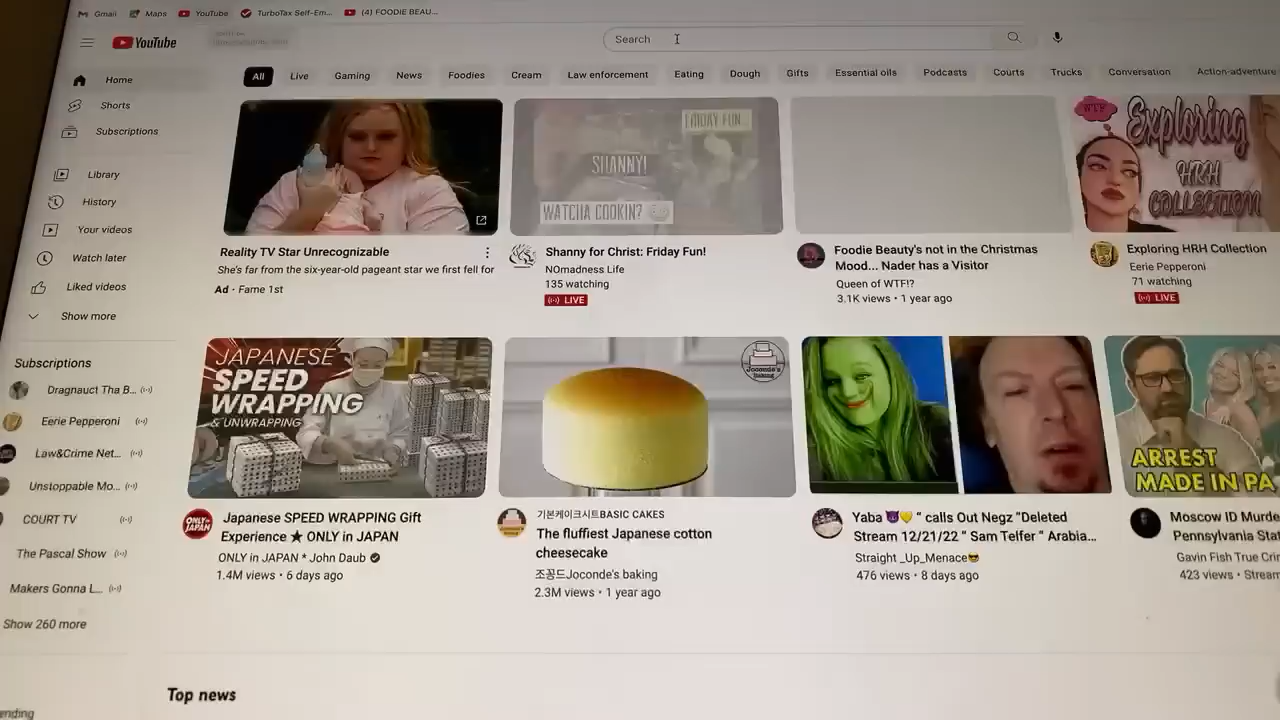 Gmail
Maps
YouTube
TurboTax Self-Em...
(4) FOODIE BEAU...
YouTube
Search
Home
Shorts
Subscriptions
Library
History
Your videos
Watch later
Liked videos
Show more
Subscriptions
Dragnauct Tha B...
Eerie Pepperoni
Law&Crime Net...
Unstoppable Mo...
COURT TV
The Pascal Show
Makers Gonna L...
Show 260 more
ending
All
Live
Gaming
News
Foodies
Cream
Law enforcement
Eating
Dough
Gifts
Essential oils
Podcasts
Courts
Trucks
Conversation
Action-adventure
Reality TV Star Unrecognizable
She's far from the six-year-old pageant star we first fell for
Ad · Fame 1st
FRIDAY FUN...
SHANNY!
WATCHA COOKIN?
Shanny for Christ: Friday Fun!
NOmadness Life
135 watching
LIVE
Foodie Beauty's not in the Christmas
Mood... Nader has a Visitor
Queen of WTF!?
3.1K views · 1 year ago
WTF
Exploring
HRH
COLLECTION
Exploring HRH Collection
Eerie Pepperoni
71 watching
LIVE
JAPANESE
SPEED
WRAPPING
& UNWRAPPING
ONLY in JAPAN
Japanese SPEED WRAPPING Gift
Experience ★ ONLY in JAPAN
ONLY in JAPAN * John Daub
1.4M views · 6 days ago
Joconde's
baking
기본케이크시트BASIC CAKES
The fluffiest Japanese cotton
cheesecake
조꽁드Joconde's baking
2.3M views · 1 year ago
Yaba 😈💛 " calls Out Negz "Deleted
Stream 12/21/22 " Sam Telfer " Arabia...
Straight_Up_Menace😎
476 views · 8 days ago
ARREST
MADE IN PA
Moscow ID Murde
Pennsylvania Stat
Gavin Fish True Crin
423 views · Stream
Top news